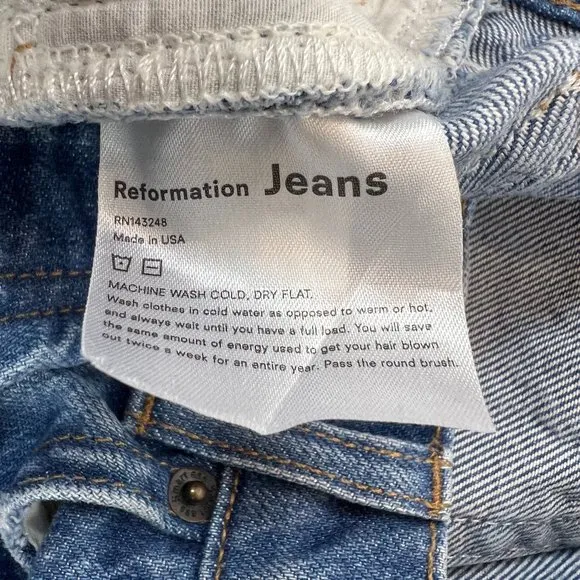 Reformation Jeans
RN143248
Made in USA
MACHINE WASH COLD, DRY FLAT.
Wash clothes in cold water as opposed to warm or hot,
and always wait until you have a full load. You will save
the same amount of energy used to get your hair blown
out twice a week for an entire year. Pass the round brush.